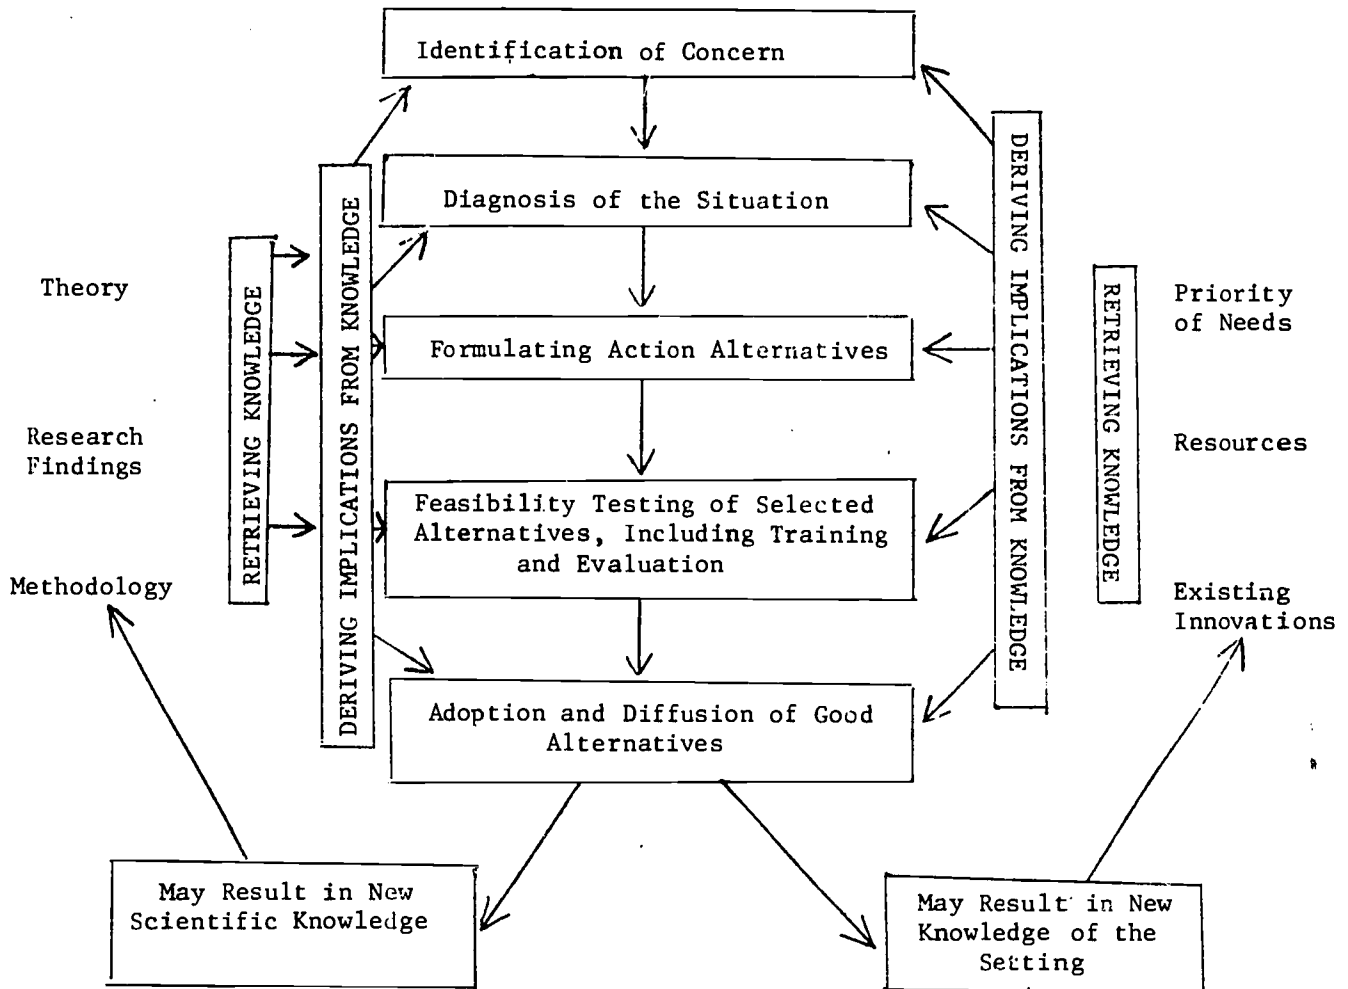 Identification of Concern
Diagnosis of the Situation
Formulating Action Alternatives
Feasibility Testing of Selected
Alternatives, Including Training
and Evaluation
Adoption and Diffusion of Good
Alternatives
Theory
Research
Findings
Methodology
RETRIEVING KNOWLEDGE
DERIVING IMPLICATIONS FROM KNOWLEDGE
DERIVING IMPLICATIONS FROM KNOWLEDGE
RETRIEVING KNOWLEDGE
Priority
of Needs
Resources
Existing
Innovations
May Result in New
Scientific Knowledge
May Result in New
Knowledge of the
Setting